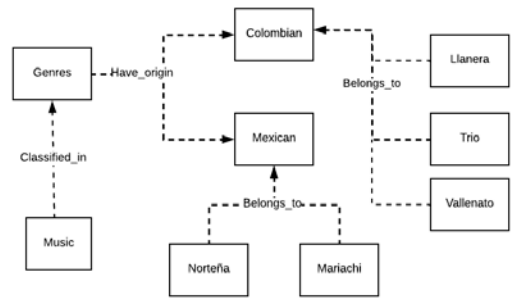 Colombian
Genres
Have_origin
Llanera
Belongs_to
Mexican
Trio
Classified_in
Belongs_to
Vallenato
Music
Norteña
Mariachi